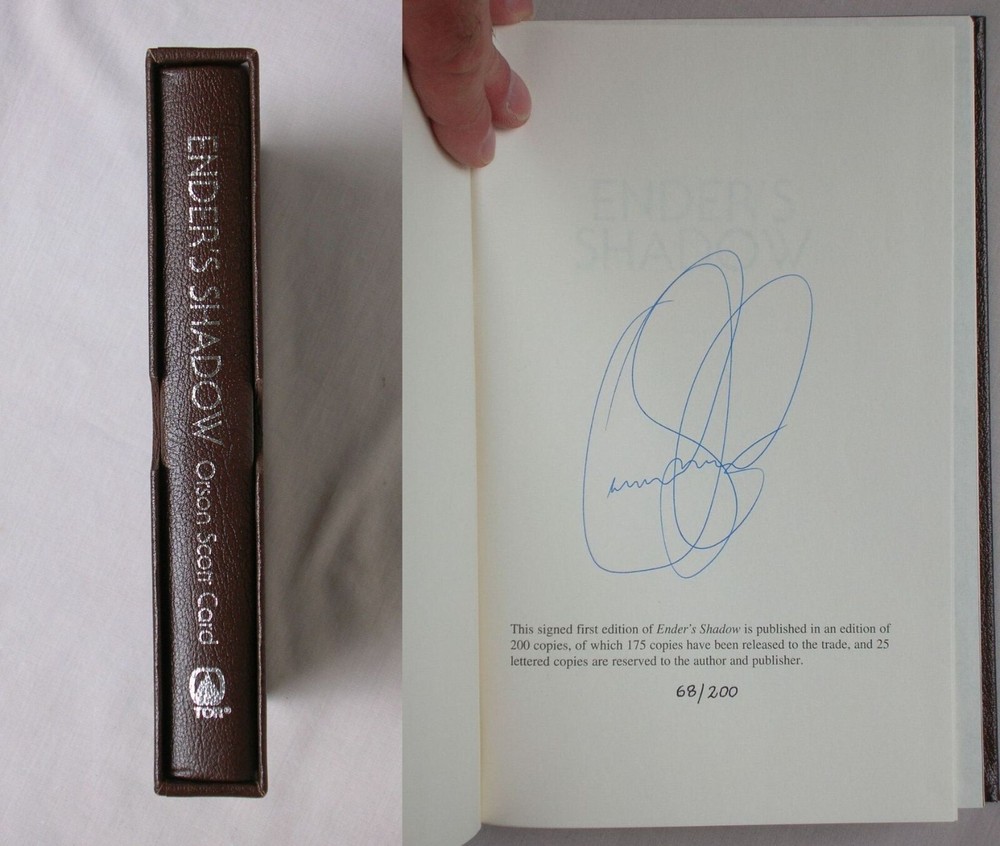 ENDER'S SHADOW Orson Scott Card
TOR®
ENDER'S
SHADOW
This signed first edition of Ender's Shadow is published in an edition of
200 copies, of which 175 copies have been released to the trade, and 25
lettered copies are reserved to the author and publisher.
68/200